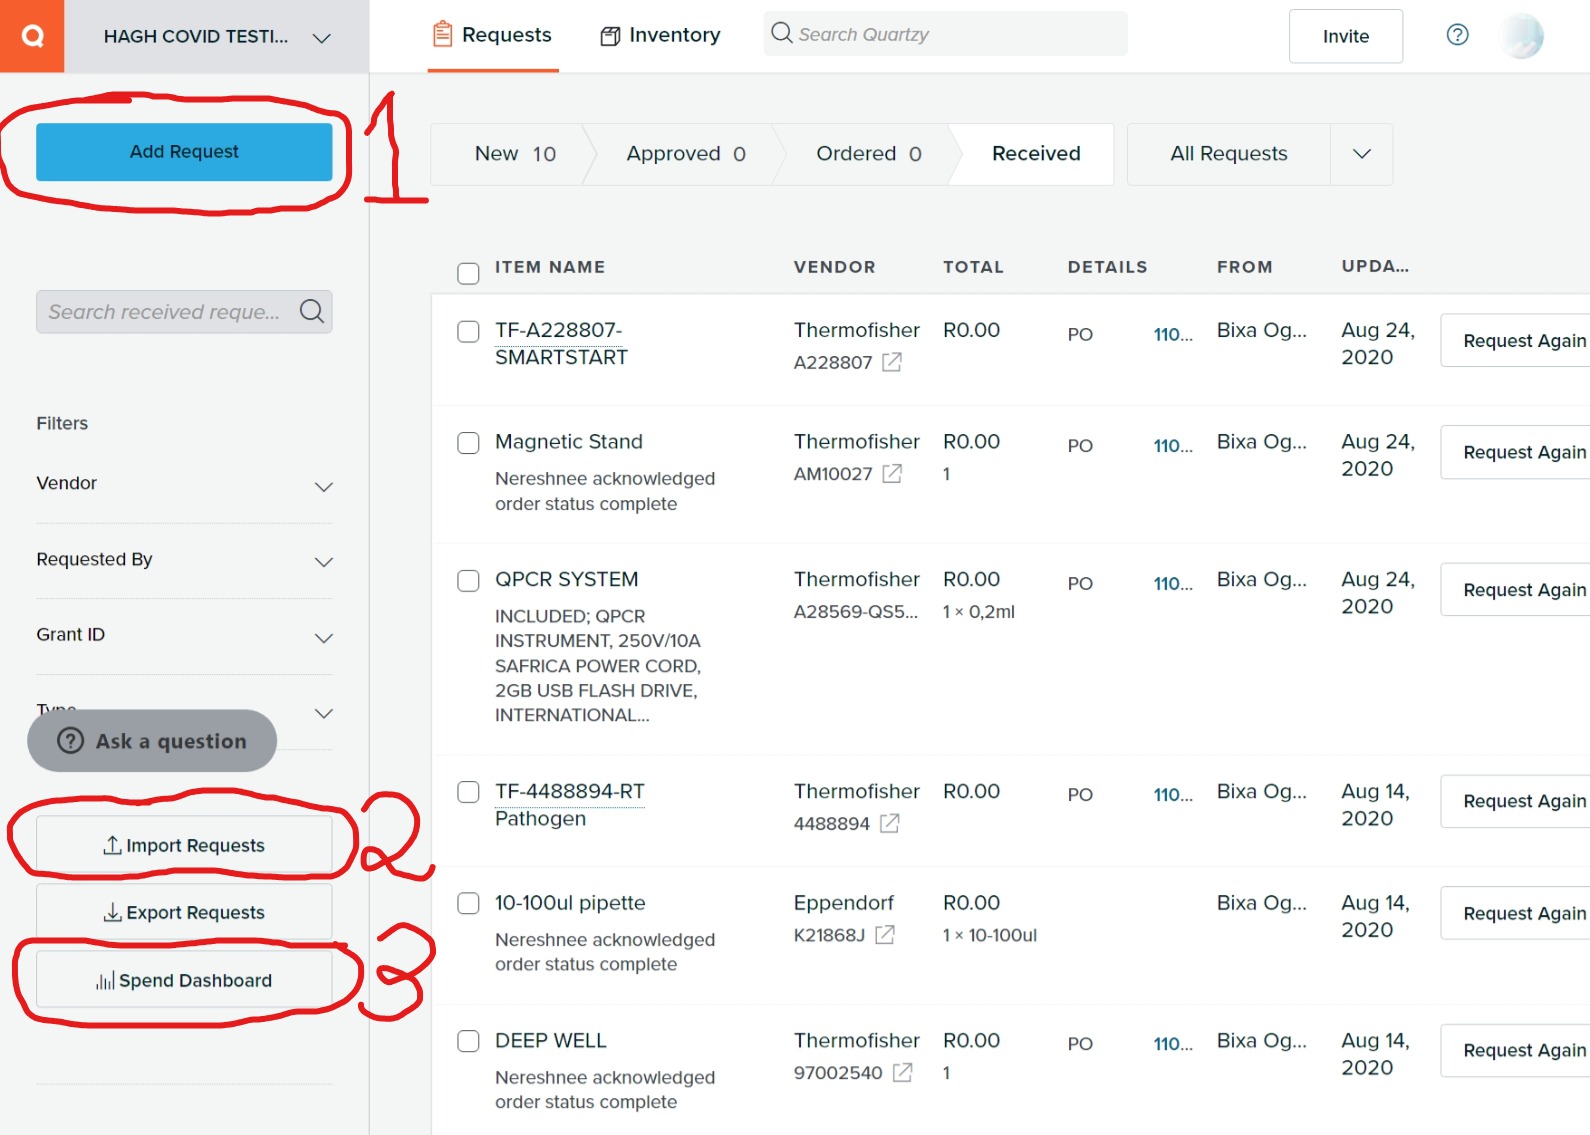 HAGH COVID TESTI...
Requests
Inventory
Search Quartzy
Invite
Add Request
1
New 10
Approved 0
Ordered 0
Received
All Requests
Search received reque...
Filters
Vendor
Requested By
Grant ID
Type
Ask a question
Import Requests
2
Export Requests
Spend Dashboard
3
ITEM NAME VENDOR TOTAL DETAILS FROM UPDA...
TF-A228807- Thermofisher R0.00 PO 110... Bixa Og... Aug 24, Request Again
SMARTSTART A228807 2020
Magnetic Stand Thermofisher R0.00 PO 110... Bixa Og... Aug 24, Request Again
Nereshnee acknowledged AM10027 1 2020
order status complete
QPCR SYSTEM Thermofisher R0.00 PO 110... Bixa Og... Aug 24, Request Again
INCLUDED; QPCR A28569-QS5... 1 × 0,2ml 2020
INSTRUMENT, 250V/10A
SAFRICA POWER CORD,
2GB USB FLASH DRIVE,
INTERNATIONAL...
TF-4488894-RT Thermofisher R0.00 PO 110... Bixa Og... Aug 14, Request Again
Pathogen 4488894 2020
10-100ul pipette Eppendorf R0.00 Bixa Og... Aug 14, Request Again
Nereshnee acknowledged K21868J 1 × 10-100ul 2020
order status complete
DEEP WELL Thermofisher R0.00 PO 110... Bixa Og... Aug 14, Request Again
Nereshnee acknowledged 97002540 1 2020
order status complete